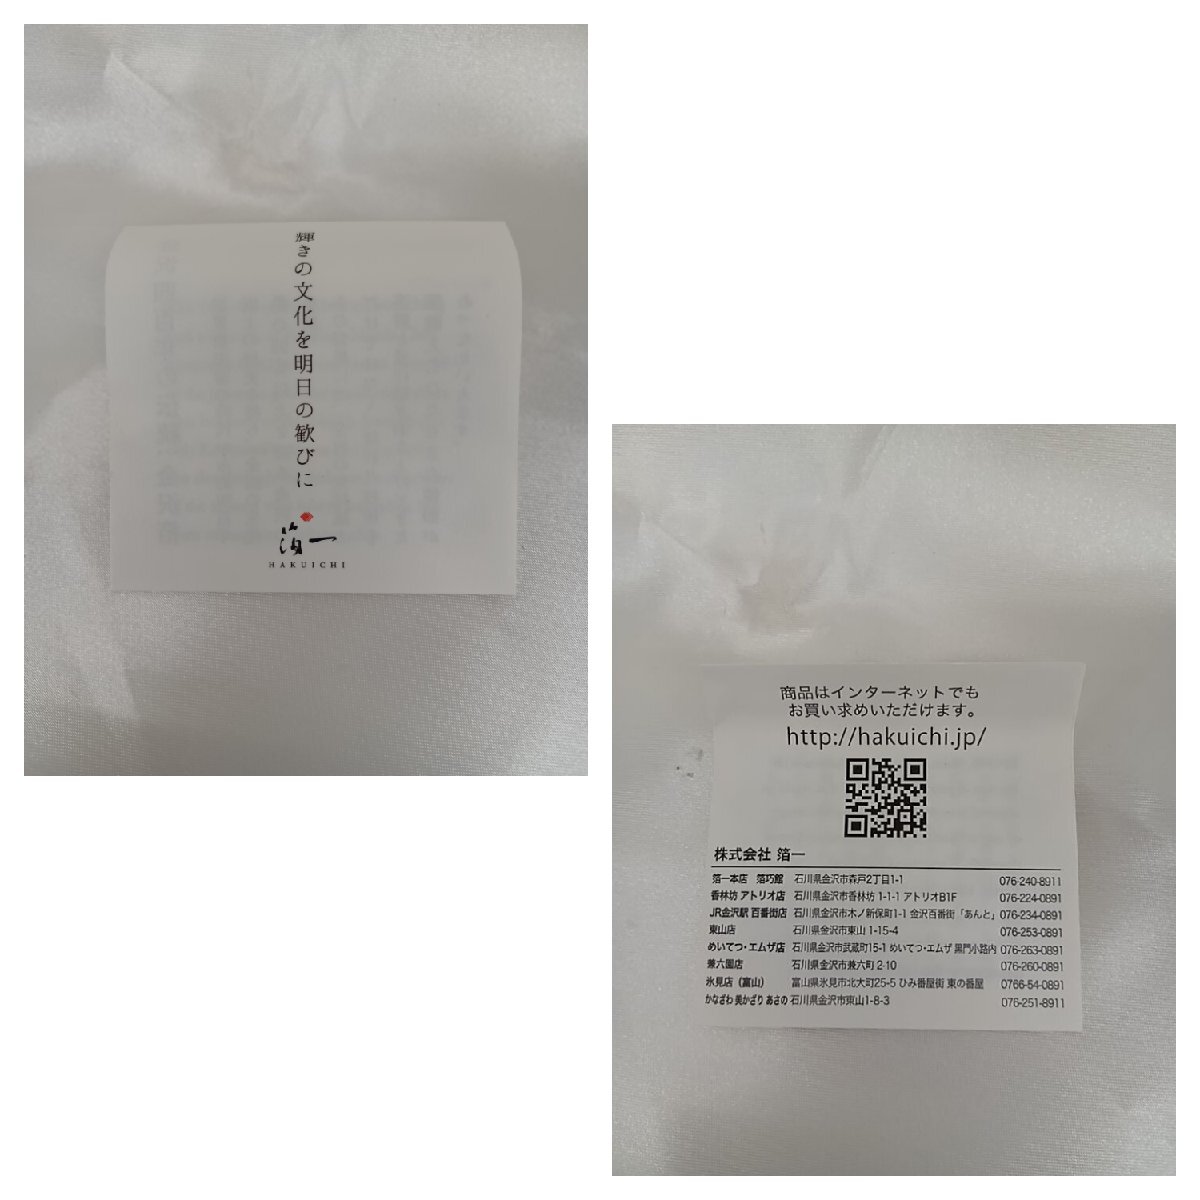 輝きの文化を明日の歓びに
箔一
HAKUICHI
商品はインターネットでも
お買い求めいただけます。
http://hakuichi.jp/
株式会社 箔一
箔一本店 箔巧館 石川県金沢市森戸2丁目1-1 076-240-8911
香林坊 アトリオ店 石川県金沢市香林坊 1-1-1 アトリオB1F 076-224-0891
JR金沢駅 百番街店 石川県金沢市木ノ新保町1-1 金沢百番街「あんと」 076-234-0891
東山店 石川県金沢市東山 1-15-4 076-253-0891
めいてつ・エムザ店 石川県金沢市武蔵町15-1 めいてつ・エムザ 黒門小路内 076-263-0891
兼六園店 石川県金沢市兼六町 2-10 076-260-0891
氷見店（富山） 富山県氷見市北大町25-5 ひみ番屋街 東の番屋 0766-54-0891
かなざわ 美かざり あさの 石川県金沢市東山1-8-3 076-251-8911